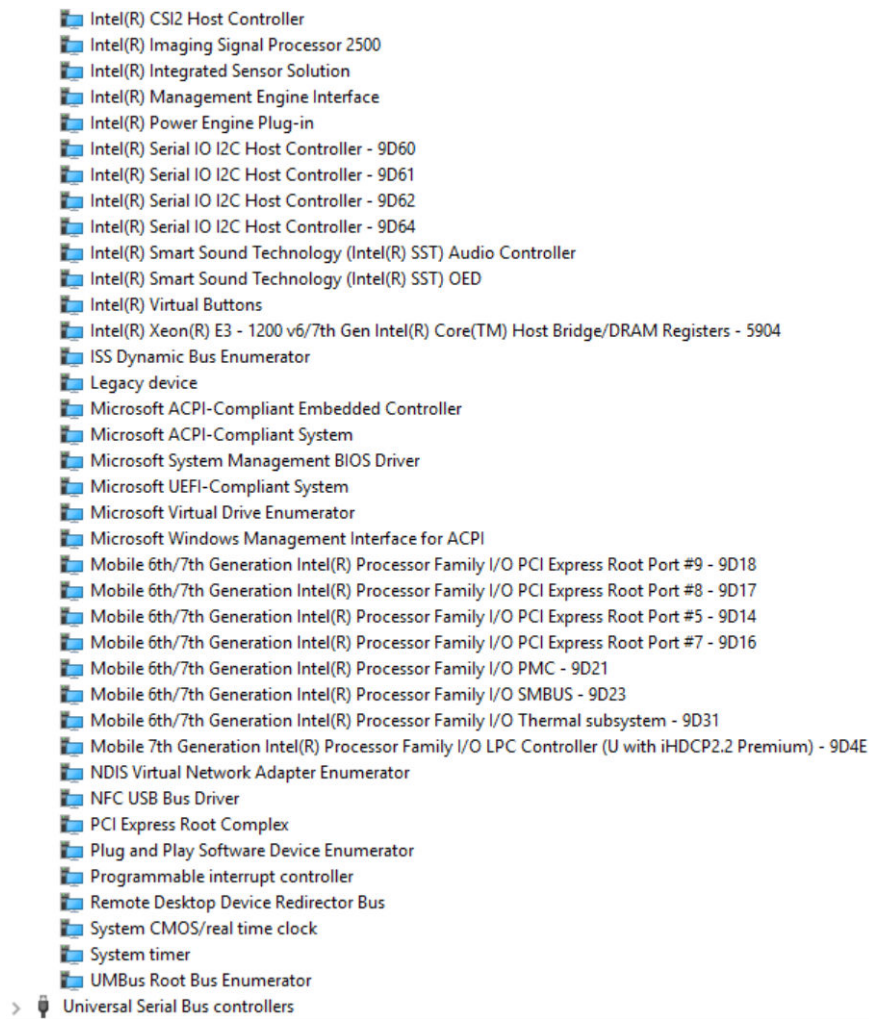 Intel(R) CSI2 Host Controller
Intel(R) Imaging Signal Processor 2500
Intel(R) Integrated Sensor Solution
Intel(R) Management Engine Interface
Intel(R) Power Engine Plug-in
Intel(R) Serial IO I2C Host Controller - 9D60
Intel(R) Serial IO I2C Host Controller - 9D61
Intel(R) Serial IO I2C Host Controller - 9D62
Intel(R) Serial IO I2C Host Controller - 9D64
Intel(R) Smart Sound Technology (Intel(R) SST) Audio Controller
Intel(R) Smart Sound Technology (Intel(R) SST) OED
Intel(R) Virtual Buttons
Intel(R) Xeon(R) E3 - 1200 v6/7th Gen Intel(R) Core(TM) Host Bridge/DRAM Registers - 5904
ISS Dynamic Bus Enumerator
Legacy device
Microsoft ACPI-Compliant Embedded Controller
Microsoft ACPI-Compliant System
Microsoft System Management BIOS Driver
Microsoft UEFI-Compliant System
Microsoft Virtual Drive Enumerator
Microsoft Windows Management Interface for ACPI
Mobile 6th/7th Generation Intel(R) Processor Family I/O PCI Express Root Port #9 - 9D18
Mobile 6th/7th Generation Intel(R) Processor Family I/O PCI Express Root Port #8 - 9D17
Mobile 6th/7th Generation Intel(R) Processor Family I/O PCI Express Root Port #5 - 9D14
Mobile 6th/7th Generation Intel(R) Processor Family I/O PCI Express Root Port #7 - 9D16
Mobile 6th/7th Generation Intel(R) Processor Family I/O PMC - 9D21
Mobile 6th/7th Generation Intel(R) Processor Family I/O SMBUS - 9D23
Mobile 6th/7th Generation Intel(R) Processor Family I/O Thermal subsystem - 9D31
Mobile 7th Generation Intel(R) Processor Family I/O LPC Controller (U with iHDCP2.2 Premium) - 9D4E
NDIS Virtual Network Adapter Enumerator
NFC USB Bus Driver
PCI Express Root Complex
Plug and Play Software Device Enumerator
Programmable interrupt controller
Remote Desktop Device Redirector Bus
System CMOS/real time clock
System timer
UMBus Root Bus Enumerator
Universal Serial Bus controllers